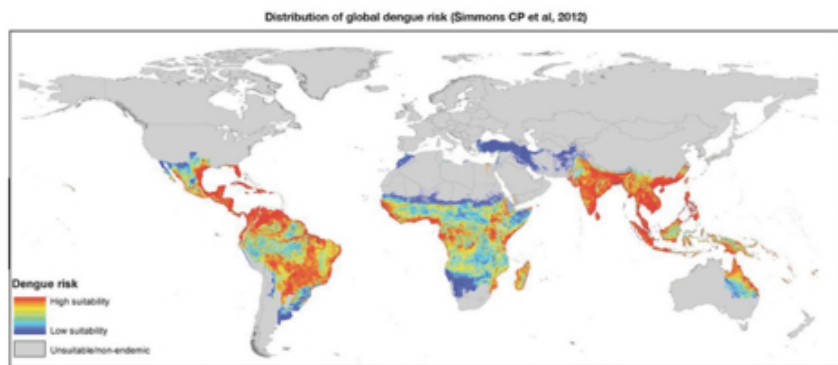 Distribution of global dengue risk (Simmons CP et al, 2012)
Dengue risk
High suitability
Low suitability
Unsuitable/non-endemic